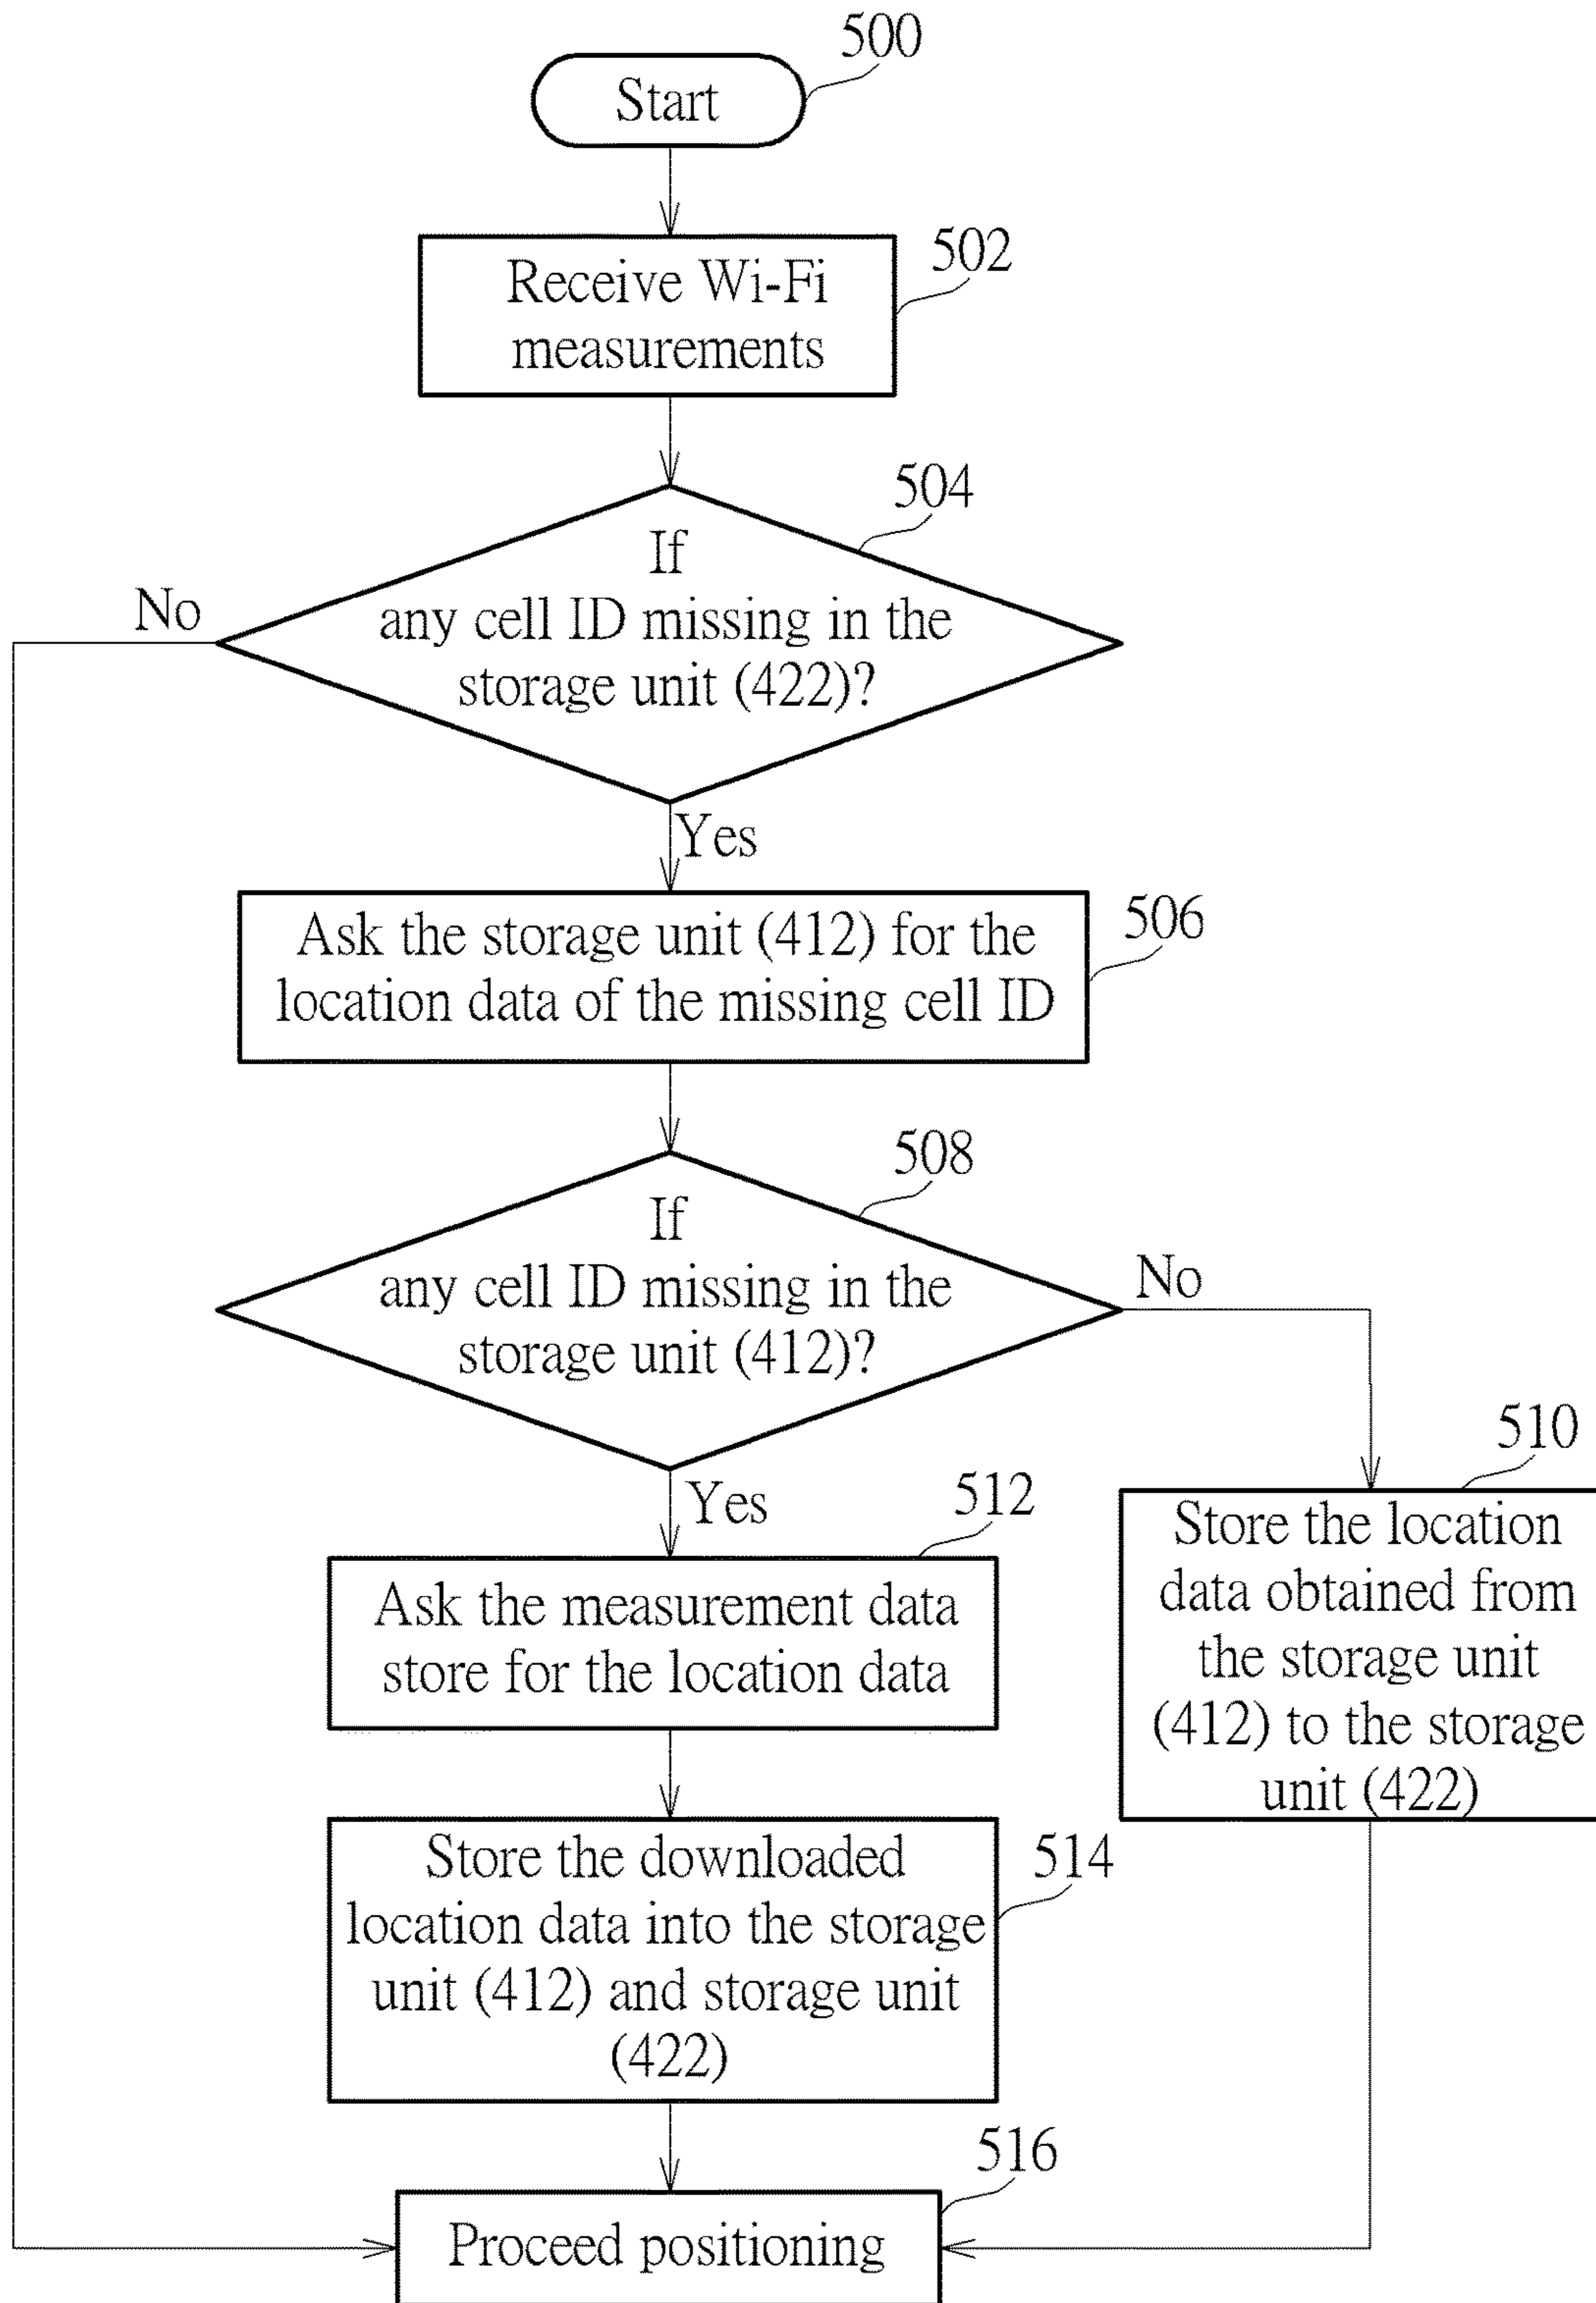 500
Start
502
Receive Wi-Fi
measurements
504
If
any cell ID missing in the
storage unit (422)?
No
Yes
506
Ask the storage unit (412) for the
location data of the missing cell ID
508
If
any cell ID missing in the
storage unit (412)?
No
Yes
510
Store the location
data obtained from
the storage unit
(412) to the storage
unit (422)
512
Ask the measurement data
store for the location data
514
Store the downloaded
location data into the storage
unit (412) and storage unit
(422)
516
Proceed positioning